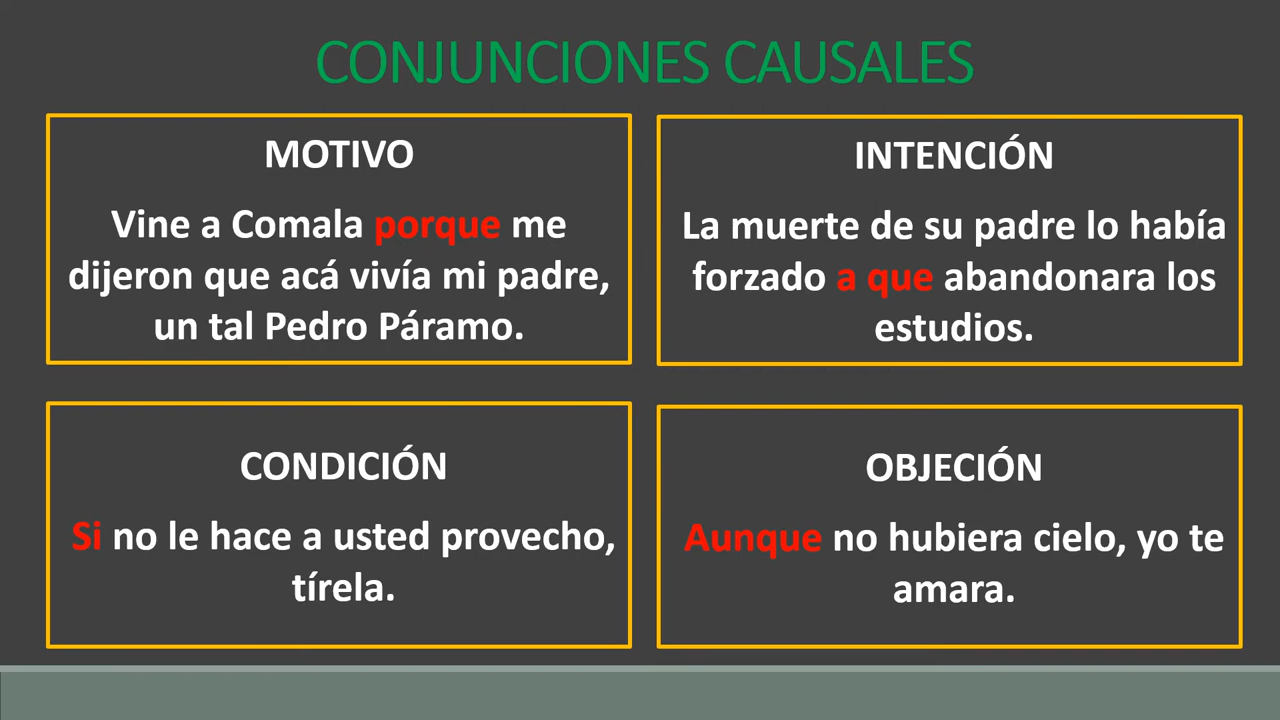 CONJUNCIONES CAUSALES
MOTIVO
Vine a Comala porque me
dijeron que acá vivía mi padre,
un tal Pedro Páramo.
INTENCIÓN
La muerte de su padre lo había
forzado a que abandonara los
estudios.
CONDICIÓN
Si no le hace a usted provecho,
tírela.
OBJECIÓN
Aunque no hubiera cielo, yo te
amara.